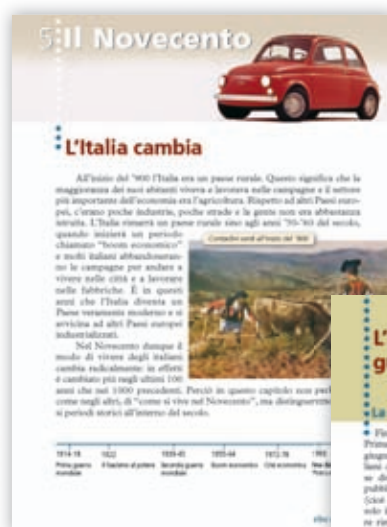 5 Il Novecento
L'Italia cambia
All'inizio del '900 l'Italia era un paese rurale. Questo significa che la
maggioranza dei suoi abitanti viveva e lavorava nelle campagne e il settore
più importante dell'economia era l'agricoltura. Rispetto ad altri Paesi euro-
pei, c'erano poche industrie, poche strade e la gente non era abbastanza
istruita. L'Italia rimarrà un paese rurale sino agli anni '50-'60 del secolo,
quando inizierà un periodo
chiamato "boom economico"
e molti italiani abbandoneran-
no le campagne per andare a
vivere nelle città e a lavorare
nelle fabbriche. È in questi
anni che l'Italia diventa un
Paese veramente moderno e si
avvicina ad altri Paesi europei
industrializzati.
Contadini sardi all'inizio del '900
Nel Novecento dunque il
modo di vivere degli italiani
cambia radicalmente: in effetti
è cambiato più negli ultimi 100
anni che nei 1000 precedenti. Perciò in questo capitolo non
come negli altri, di "come si vive nel Novecento", ma
si periodi storici all'interno del secolo.
1914-18
1922
1939-45
1955-64
1973-78
Prima guerra
mondiale
Il fascismo al potere
Seconda guerra
mondiale
Boom economico
Crisi economica
L'
g
La